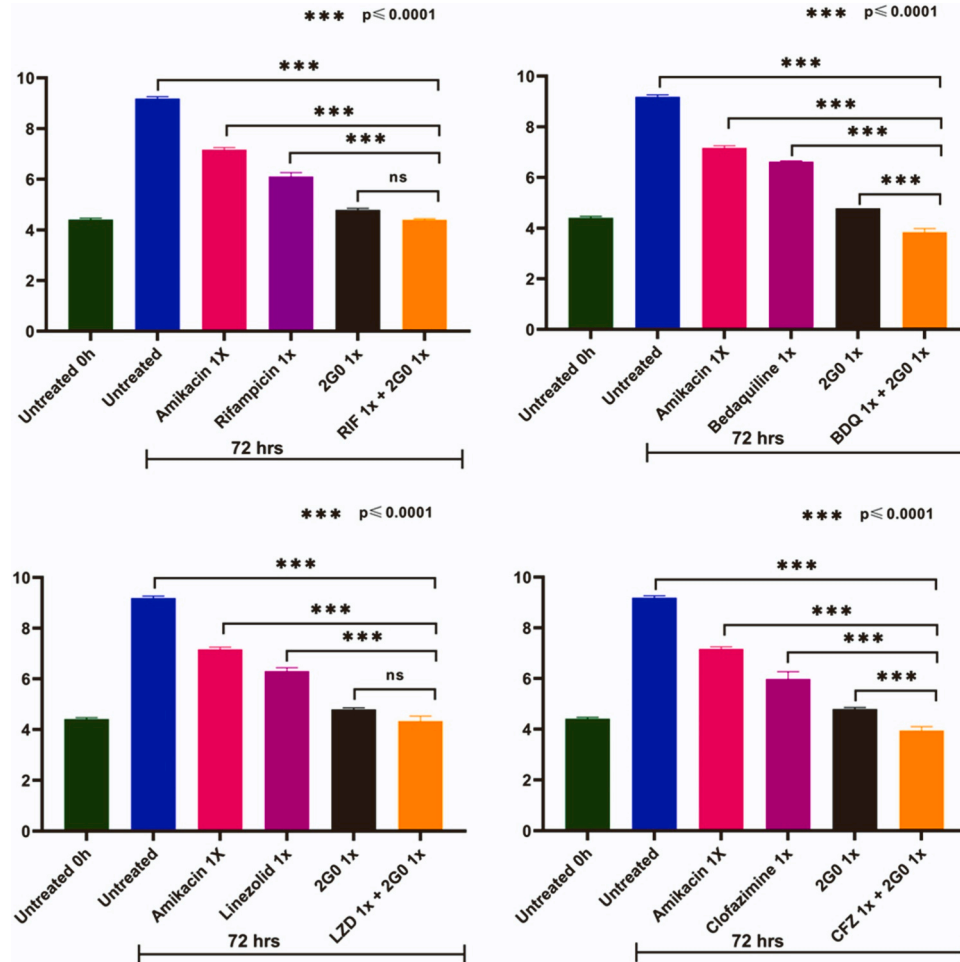 *** p≤ 0.0001
***
***
***
ns
10
8
6
4
2
0
Untreated 0h
Untreated
Amikacin 1X
Rifampicin 1x
2G0 1x
RIF 1x + 2G0 1x
72 hrs
*** p≤ 0.0001
***
***
***
***
10
8
6
4
2
0
Untreated 0h
Untreated
Amikacin 1X
Bedaquiline 1x
2G0 1x
BDQ 1x + 2G0 1x
72 hrs
*** p≤ 0.0001
***
***
***
ns
10
8
6
4
2
0
Untreated 0h
Untreated
Amikacin 1X
Linezolid 1x
2G0 1x
LZD 1x + 2G0 1x
72 hrs
*** p≤ 0.0001
***
***
***
***
10
8
6
4
2
0
Untreated 0h
Untreated
Amikacin 1X
Clofazimine 1x
2G0 1x
CFZ 1x + 2G0 1x
72 hrs